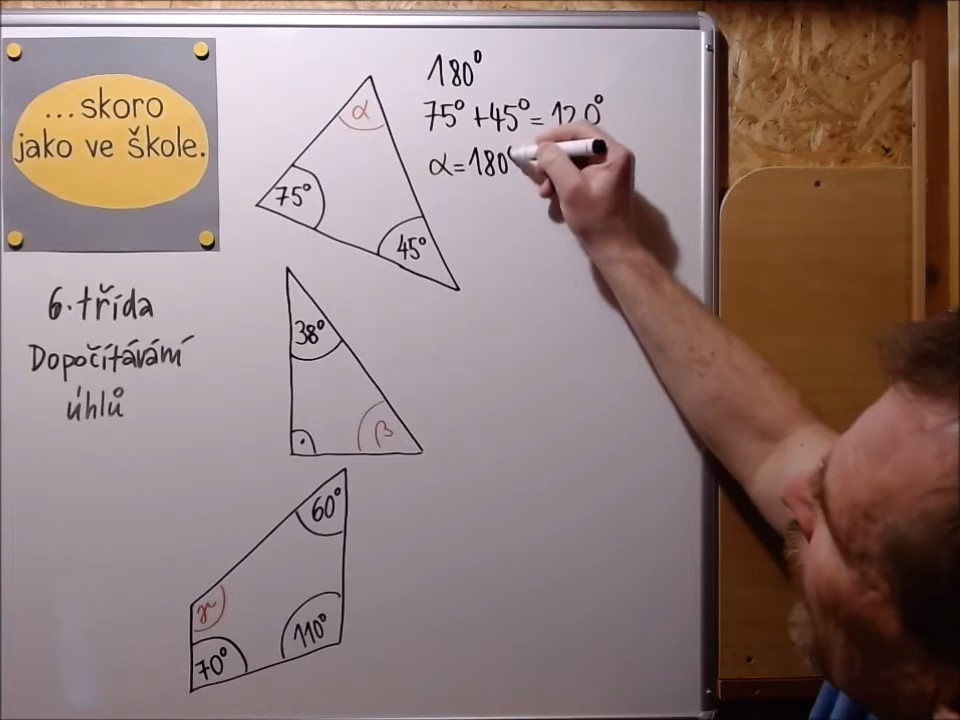 ...skoro
jako ve škole.
6. třída
Dopočítávání
úhlů
α
75°
45°
180°
75° + 45° = 120°
α = 180°
38°
β
60°
γ
70°
110°